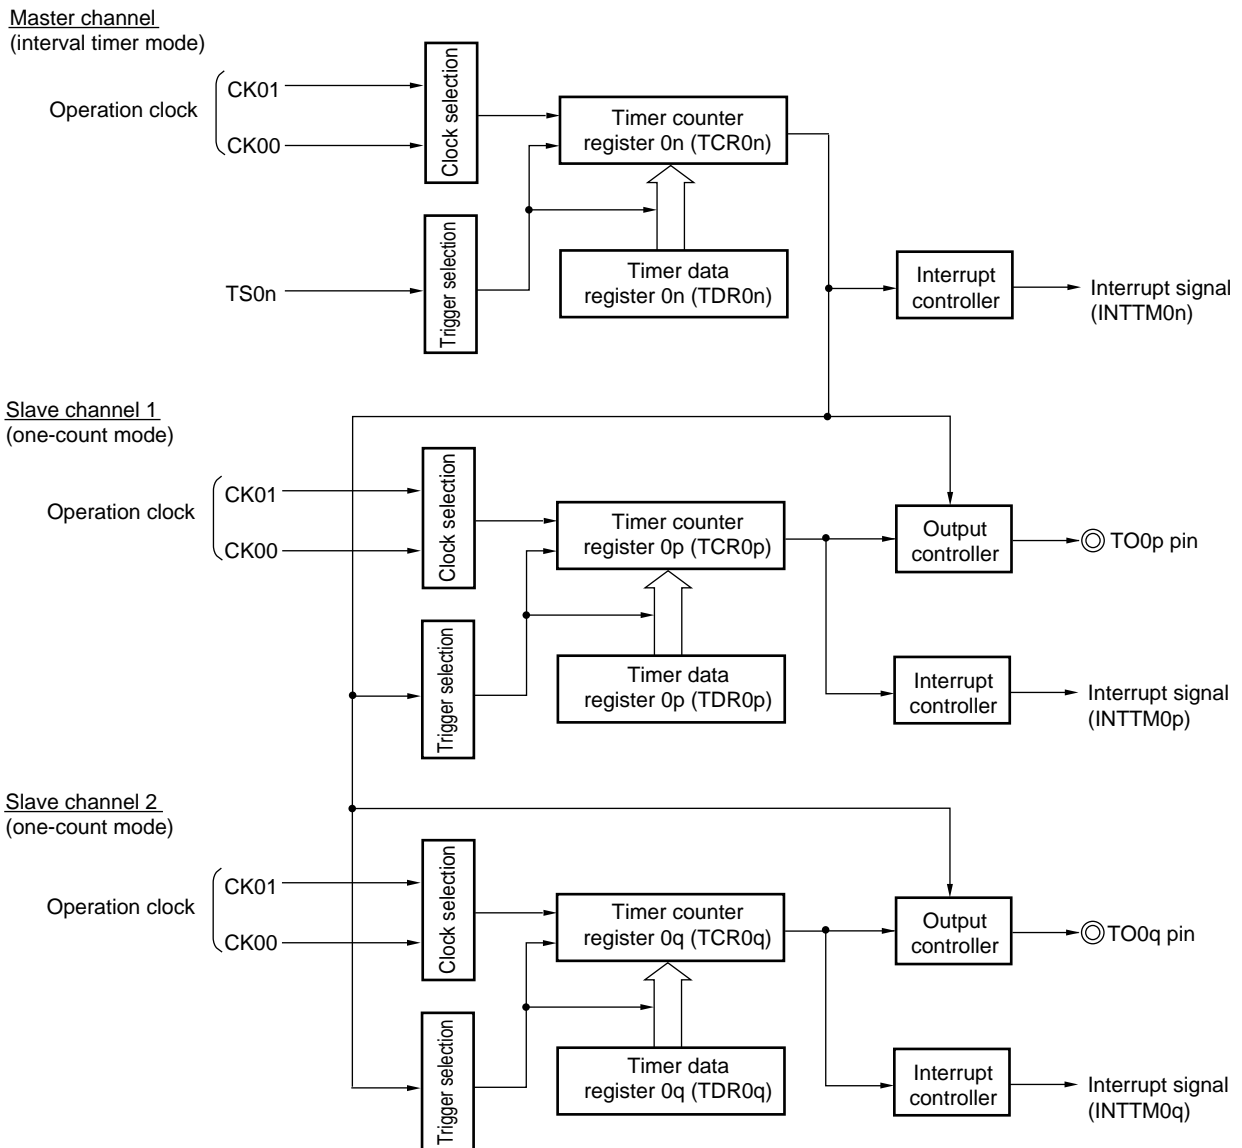 Master channel
(interval timer mode)
Operation clock
CK01
CK00
Clock selection
Timer counter
register 0n (TCR0n)
TS0n
Trigger selection
Timer data
register 0n (TDR0n)
Interrupt
controller
Interrupt signal
(INTTM0n)
Slave channel 1
(one-count mode)
Operation clock
CK01
CK00
Clock selection
Timer counter
register 0p (TCR0p)
Output
controller
TO0p pin
Trigger selection
Timer data
register 0p (TDR0p)
Interrupt
controller
Interrupt signal
(INTTM0p)
Slave channel 2
(one-count mode)
Operation clock
CK01
CK00
Clock selection
Timer counter
register 0q (TCR0q)
Output
controller
TO0q pin
Trigger selection
Timer data
register 0q (TDR0q)
Interrupt
controller
Interrupt signal
(INTTM0q)